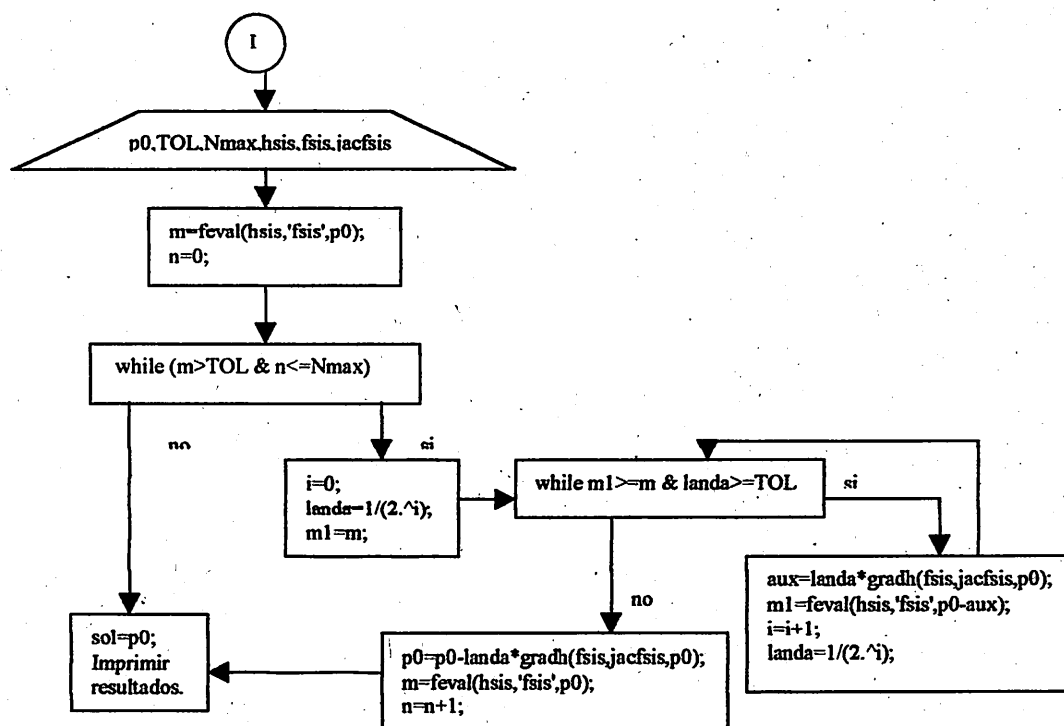 I
p0,TOL,Nmax,hsis,fsis,jacfsis
m=feval(hsis,'fsis',p0);
n=0;
while (m>TOL & n<=Nmax)
no
si
i=0;
landa=1/(2.^i);
m1=m;
while m1>=m & landa>=TOL
si
aux=landa*gradh(fsis,jacfsis,p0);
m1=feval(hsis,'fsis',p0-aux);
i=i+1;
landa=1/(2.^i);
no
sol=p0;
Imprimir
resultados.
p0=p0-landa*gradh(fsis,jacfsis,p0);
m=feval(hsis,'fsis',p0);
n=n+1;